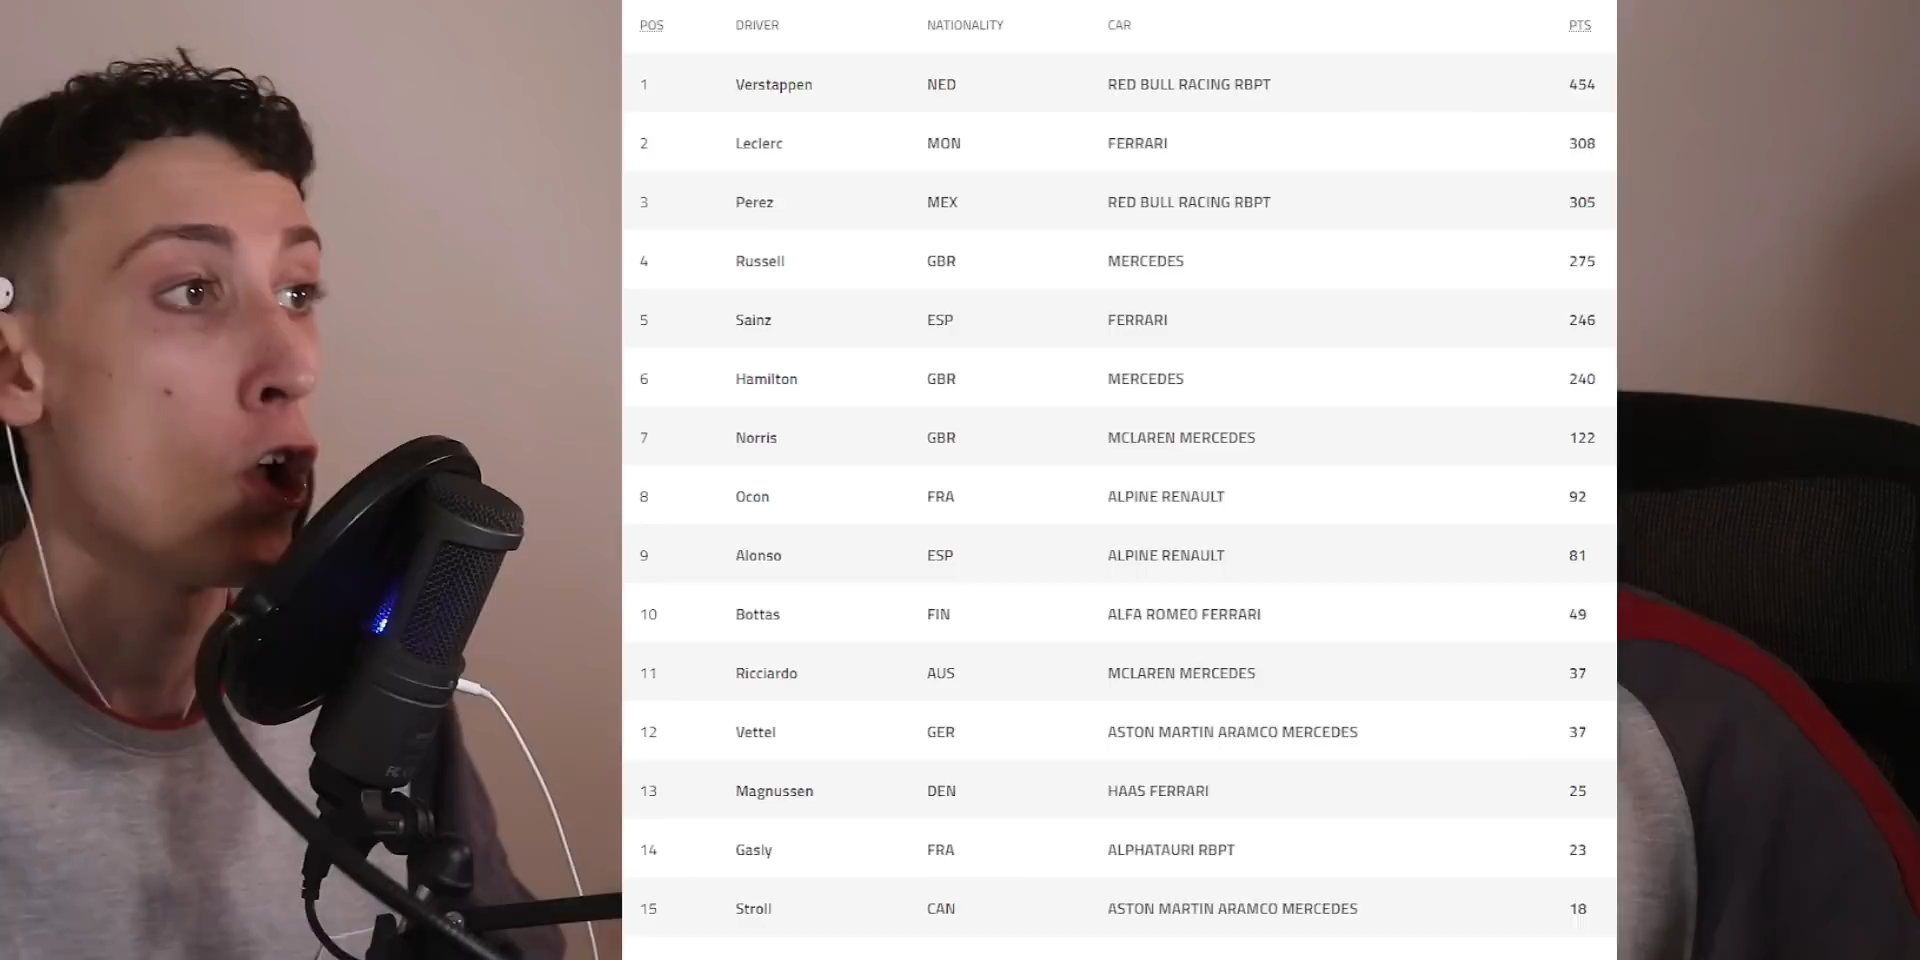 POS DRIVER NATIONALITY CAR PTS
1 Verstappen NED RED BULL RACING RBPT 454
2 Leclerc MON FERRARI 308
3 Perez MEX RED BULL RACING RBPT 305
4 Russell GBR MERCEDES 275
5 Sainz ESP FERRARI 246
6 Hamilton GBR MERCEDES 240
7 Norris GBR MCLAREN MERCEDES 122
8 Ocon FRA ALPINE RENAULT 92
9 Alonso ESP ALPINE RENAULT 81
10 Bottas FIN ALFA ROMEO FERRARI 49
11 Ricciardo AUS MCLAREN MERCEDES 37
12 Vettel GER ASTON MARTIN ARAMCO MERCEDES 37
13 Magnussen DEN HAAS FERRARI 25
14 Gasly FRA ALPHATAURI RBPT 23
15 Stroll CAN ASTON MARTIN ARAMCO MERCEDES 18